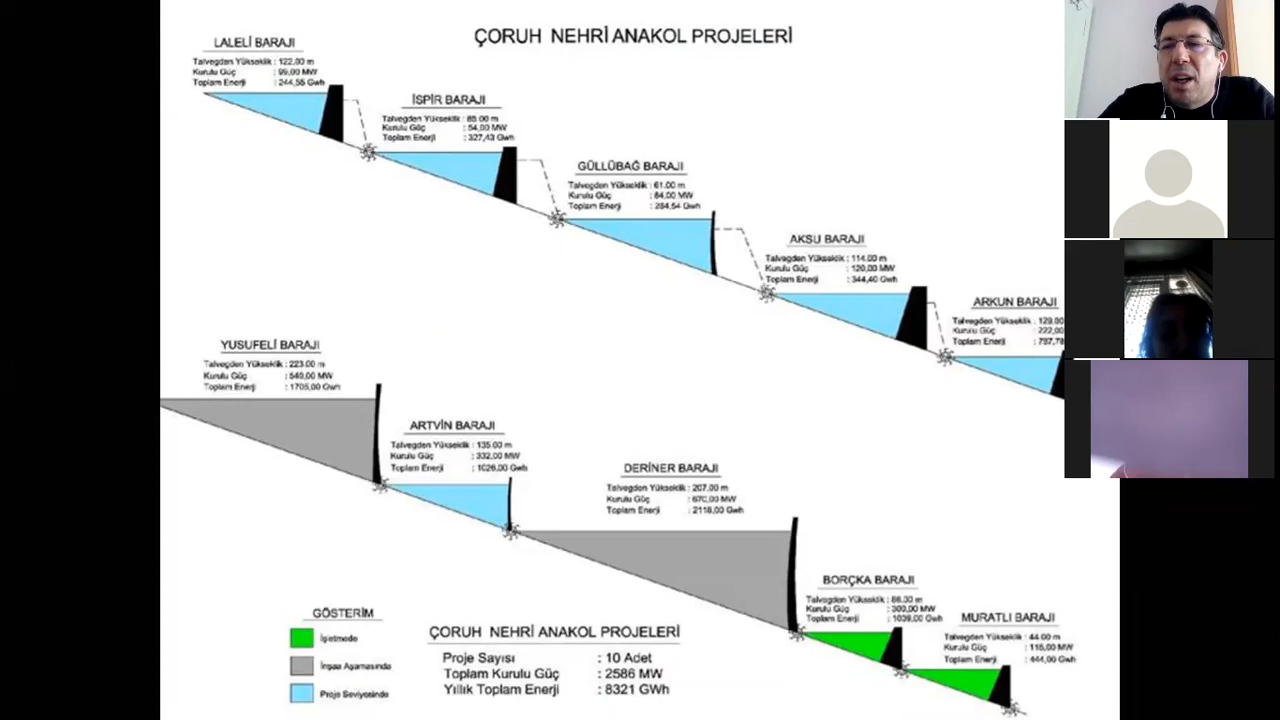 ÇORUH NEHRİ ANAKOL PROJELERİ
LALELİ BARAJI
Talvegden Yükseklik : 122.00 m
Kurulu Güç : 99,00 MW
Toplam Enerji : 244,55 Gwh
İSPİR BARAJI
Talvegden Yükseklik :
Kurulu Güç : 54,00 MW
Toplam Enerji : 327,43 Gwh
GÜLLÜBAĞ BARAJI
Talvegden Yükseklik : 61.00 m
Kurulu Güç : 84,00 MW
Toplam Enerji : 284,54 Gwh
AKSU BARAJI
Talvegden Yükseklik : 114.00 m
Kurulu Güç : 120,00 MW
Toplam Enerji : 344,40 Gwh
ARKUN BARAJI
Talvegden Yükseklik :
Kurulu Güç : 222,00
Toplam Enerji :
YUSUFELİ BARAJI
Talvegden Yükseklik : 223.00 m
Kurulu Güç : 540,00 MW
Toplam Enerji : 1705,00 Gwh
ARTVİN BARAJI
Talvegden Yükseklik : 135.00 m
Kurulu Güç : 332,00 MW
Toplam Enerji : 1026,00 Gwh
DERİNER BARAJI
Talvegden Yükseklik : 207.00 m
Kurulu Güç : 670,00 MW
Toplam Enerji : 2118,00 Gwh
BORÇKA BARAJI
Talvegden Yükseklik :
Kurulu Güç : 300,00 MW
Toplam Enerji : 1039,00 Gwh
MURATLI BARAJI
Talvegden Yükseklik : 44.00 m
Kurulu Güç : 115,00 MW
Toplam Enerji : 444,00 Gwh
GÖSTERİM
İşletmede
İnşaa Aşamasında
Proje Seviyesinde
ÇORUH NEHRİ ANAKOL PROJELERİ
Proje Sayısı : 10 Adet
Toplam Kurulu Güç : 2586 MW
Yıllık Toplam Enerji : 8321 GWh